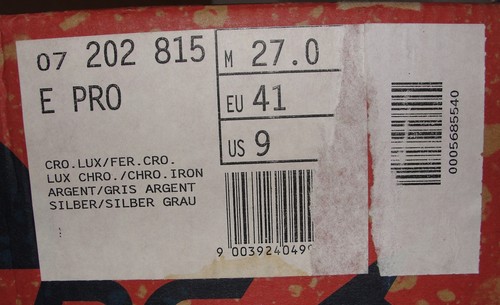 07 202 815
E PRO
M 27.0
EU 41
US 9
CRO.LUX/FER.CRO.
LUX CHRO./CHRO.IRON
ARGENT/GRIS ARGENT
SILBER/SILBER GRAU
9 003924049
0005685540